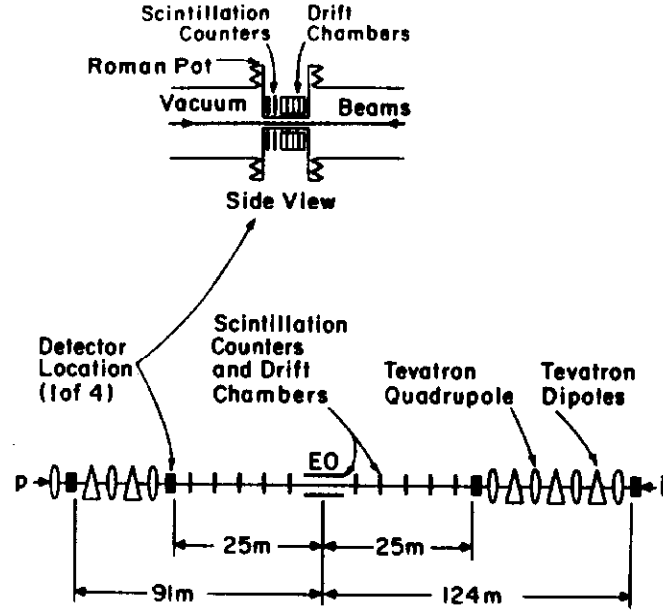 Scintillation
Counters
Drift
Chambers
Roman Pot
Vacuum
Beams
Side View
Detector
Location
(1of 4)
Scintillation
Counters
and Drift
Chambers
Tevatron
Quadrupole
Tevatron
Dipoles
EO
p
25m
25m
91m
124m